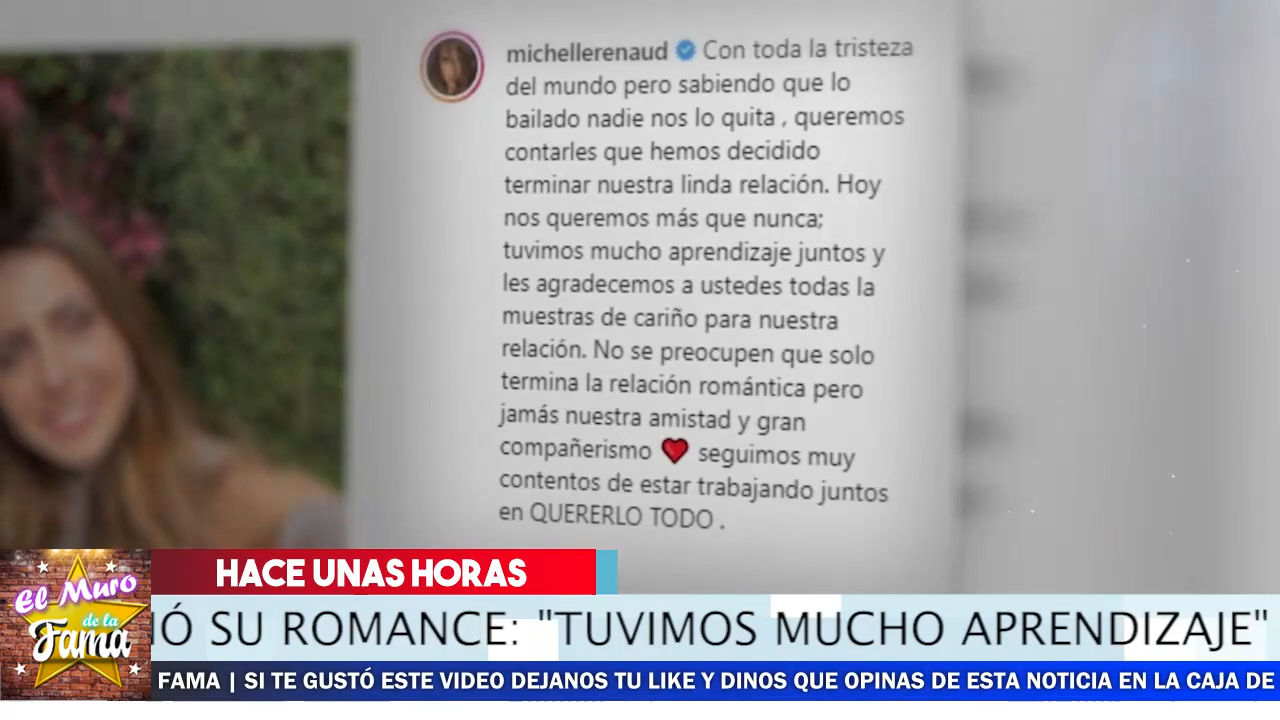 michellerenaud Con toda la tristeza
del mundo pero sabiendo que lo
bailado nadie nos lo quita , queremos
contarles que hemos decidido
terminar nuestra linda relación. Hoy
nos queremos más que nunca;
tuvimos mucho aprendizaje juntos y
les agradecemos a ustedes todas la
muestras de cariño para nuestra
relación. No se preocupen que solo
termina la relación romántica pero
jamás nuestra amistad y gran
compañerismo ❤ seguimos muy
contentos de estar trabajando juntos
en QUERERLO TODO .
HACE UNAS HORAS
El Muro
de la
Fama
IÓ SU ROMANCE: "TUVIMOS MUCHO APRENDIZAJE"
FAMA | SI TE GUSTÓ ESTE VIDEO DEJANOS TU LIKE Y DINOS QUE OPINAS DE ESTA NOTICIA EN LA CAJA DE